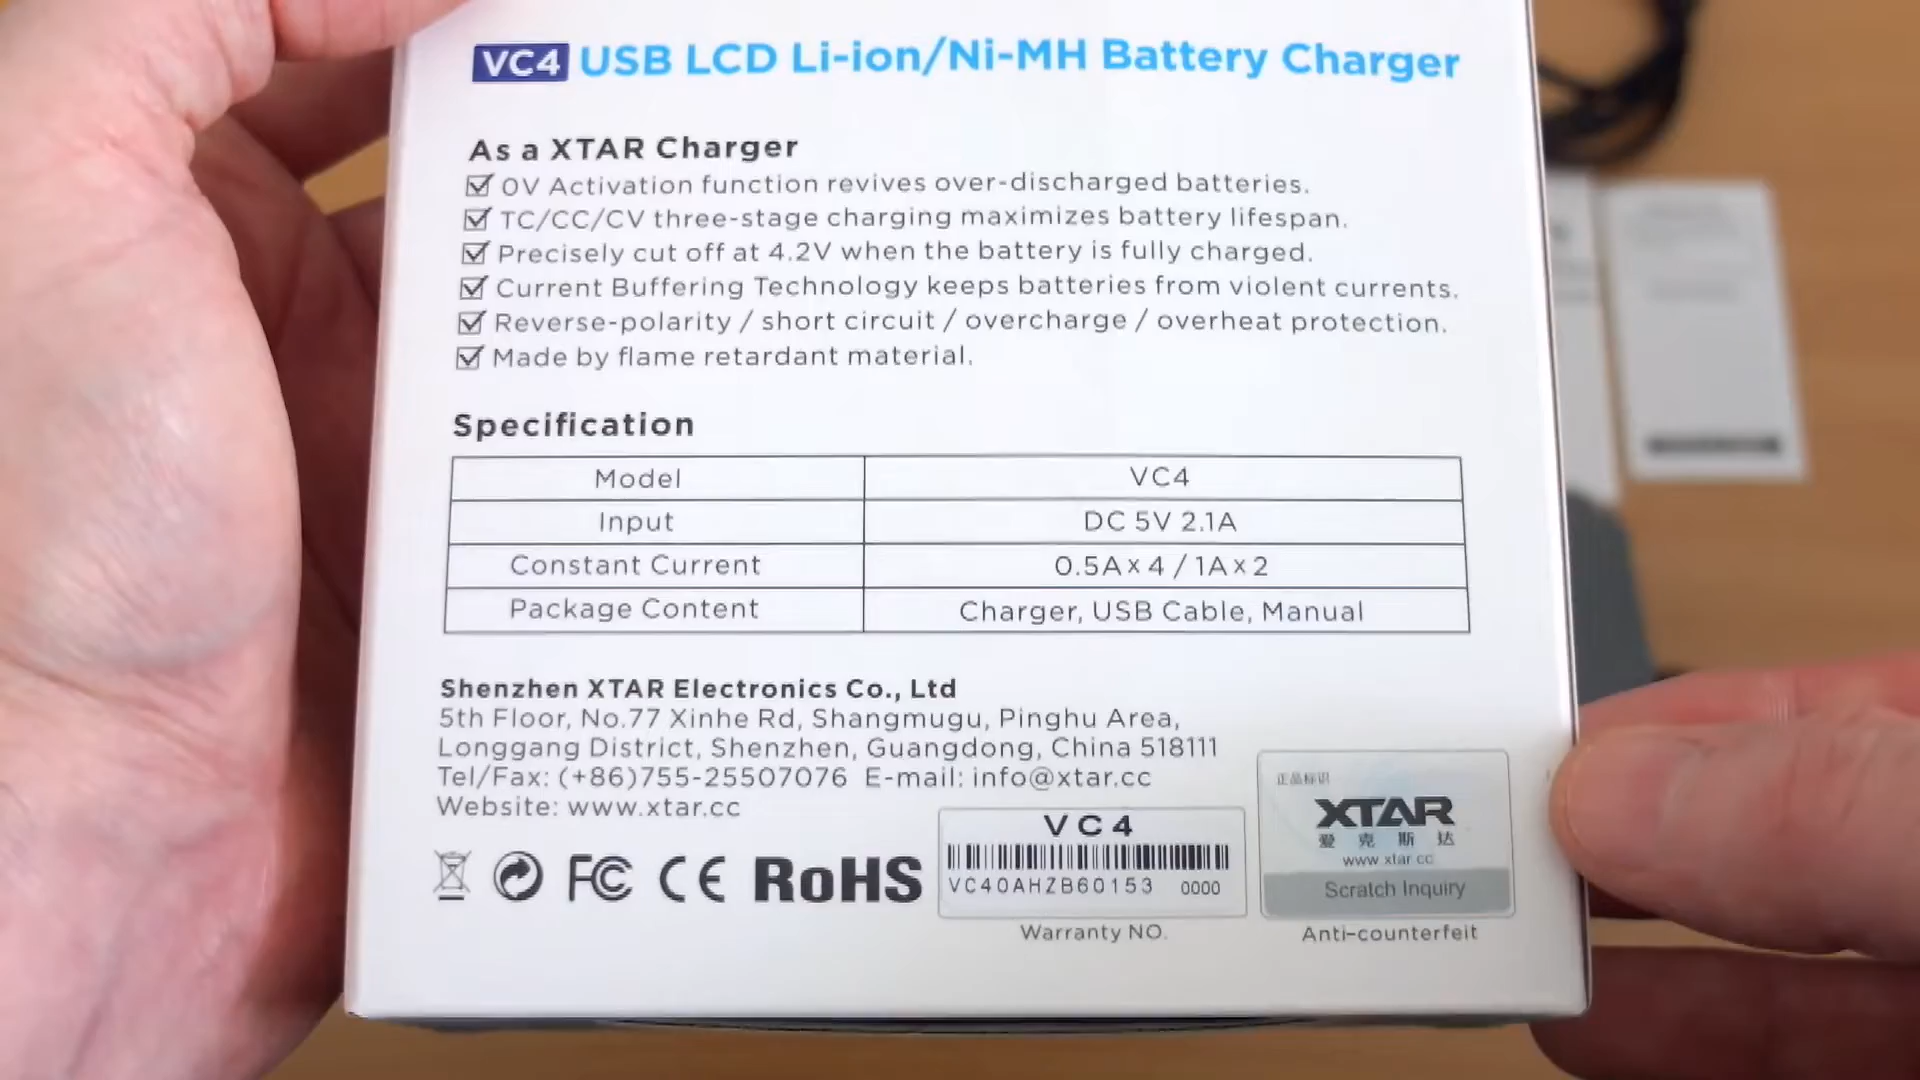 VC4 USB LCD Li-ion/Ni-MH Battery Charger
As a XTAR Charger
0V Activation function revives over-discharged batteries.
TC/CC/CV three-stage charging maximizes battery lifespan.
Precisely cut off at 4.2V when the battery is fully charged.
Current Buffering Technology keeps batteries from violent currents.
Reverse-polarity / short circuit / overcharge / overheat protection.
Made by flame retardant material.
Specification
Model VC4
Input DC 5V 2.1A
Constant Current 0.5A x 4 / 1A x 2
Package Content Charger, USB Cable, Manual
Shenzhen XTAR Electronics Co., Ltd
5th Floor, No.77 Xinhe Rd, Shangmugu, Pinghu Area,
Longgang District, Shenzhen, Guangdong, China 518111
Tel/Fax: (+86)755-25507076 E-mail: info@xtar.cc
Website: www.xtar.cc
FC CE RoHS
VC4
VC40AHZB60153 0000
Warranty NO.
正品标识
XTAR
爱克斯达
www.xtar.cc
Scratch Inquiry
Anti-counterfeit